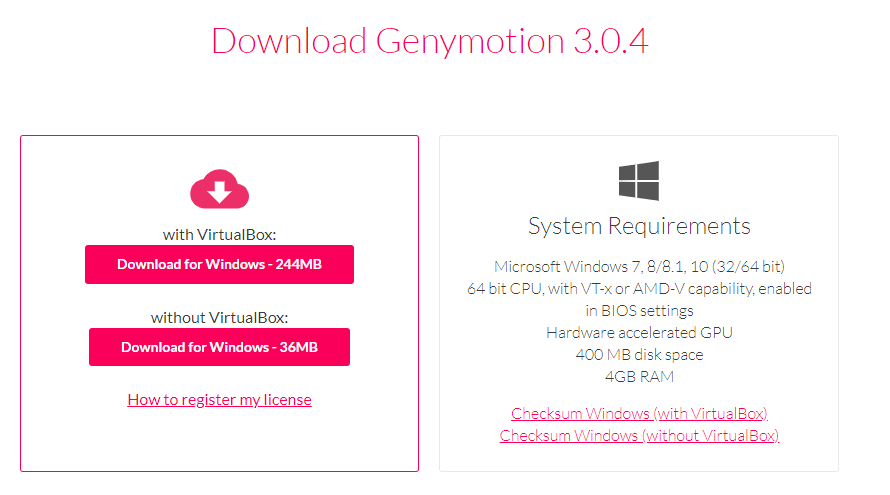 Download Genymotion 3.0.4
with VirtualBox:
Download for Windows - 244MB
without VirtualBox:
Download for Windows - 36MB
How to register my license
System Requirements
Microsoft Windows 7, 8/8.1, 10 (32/64 bit)
64 bit CPU, with VT-x or AMD-V capability, enabled
in BIOS settings
Hardware accelerated GPU
400 MB disk space
4GB RAM
Checksum Windows (with VirtualBox)
Checksum Windows (without VirtualBox)